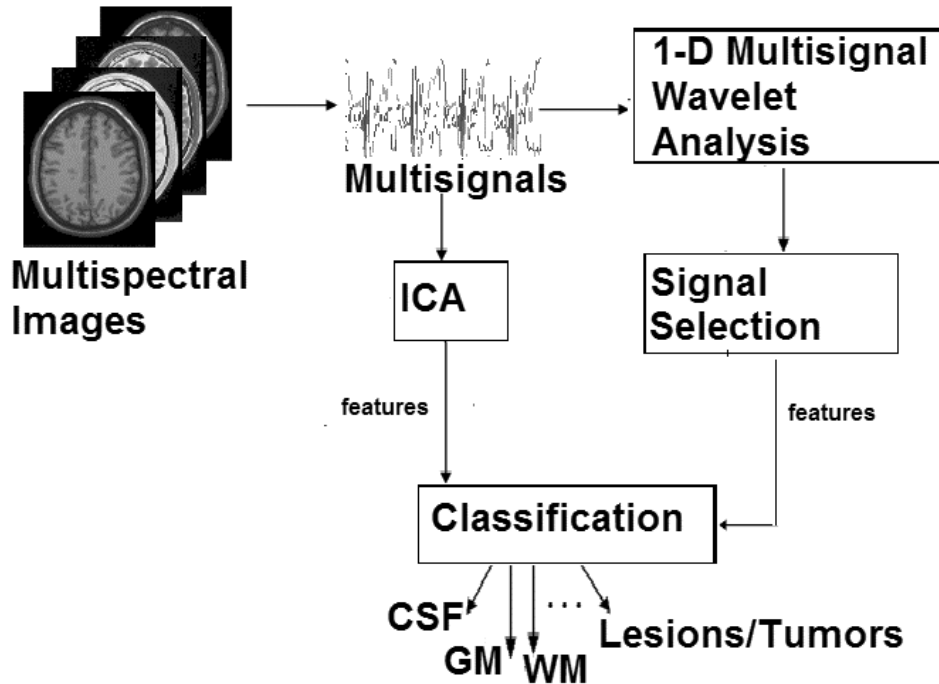 1-D Multisignal
Wavelet
Analysis
Multisignals
Multispectral
Images
ICA
Signal
Selection
features
features
Classification
CSF
GM
WM
...
Lesions/Tumors